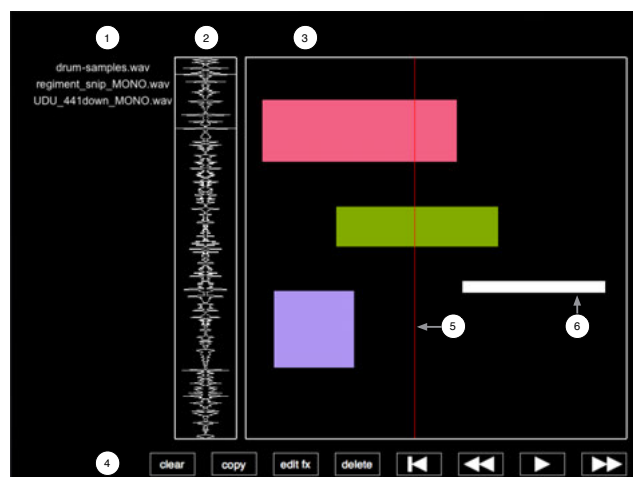 1 2 3
drum-samples.wav
regiment_snip_MONO.wav
UDU_441down_MONO.wav
5 6
4 clear copy edit fx delete